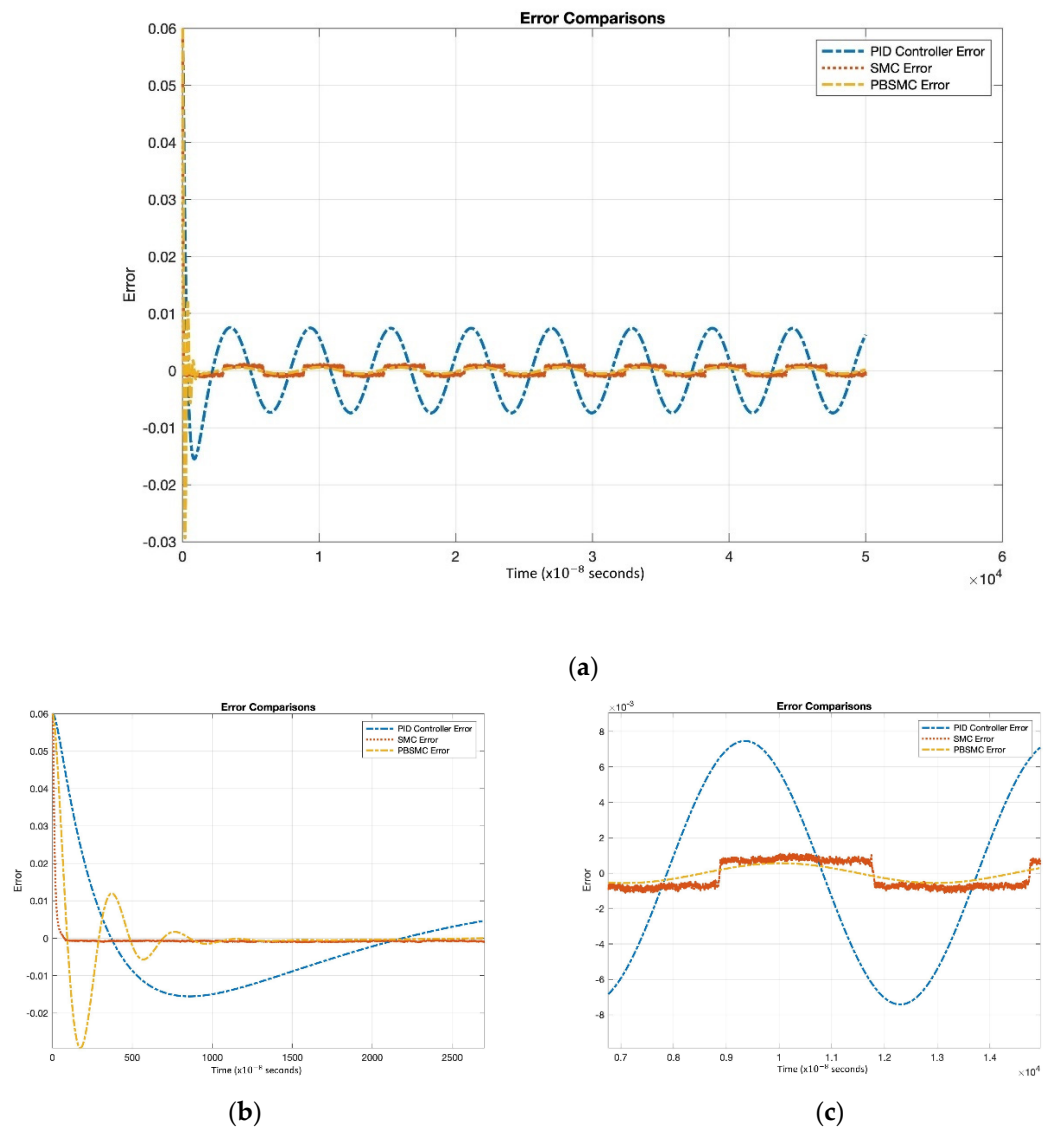 Error Comparisons
PID Controller Error
SMC Error
PBSMC Error
0.06
0.05
0.04
0.03
0.02
0.01
0
-0.01
-0.02
-0.03
Error
0 1 2 3 4 5 6
Time (x10⁻⁸ seconds)
×10⁴
(a)
Error Comparisons
PID Controller Error
SMC Error
PBSMC Error
0.06
0.05
0.04
0.03
0.02
0.01
0
-0.01
-0.02
Error
0 500 1000 1500 2000 2500
Time (x10⁻⁸ seconds)
(b)
×10⁻³
Error Comparisons
PID Controller Error
SMC Error
PBSMC Error
8
6
4
2
0
-2
-4
-6
-8
Error
0.7 0.8 0.9 1 1.1 1.2 1.3 1.4
Time (x10⁻⁸ seconds)
×10⁴
(c)